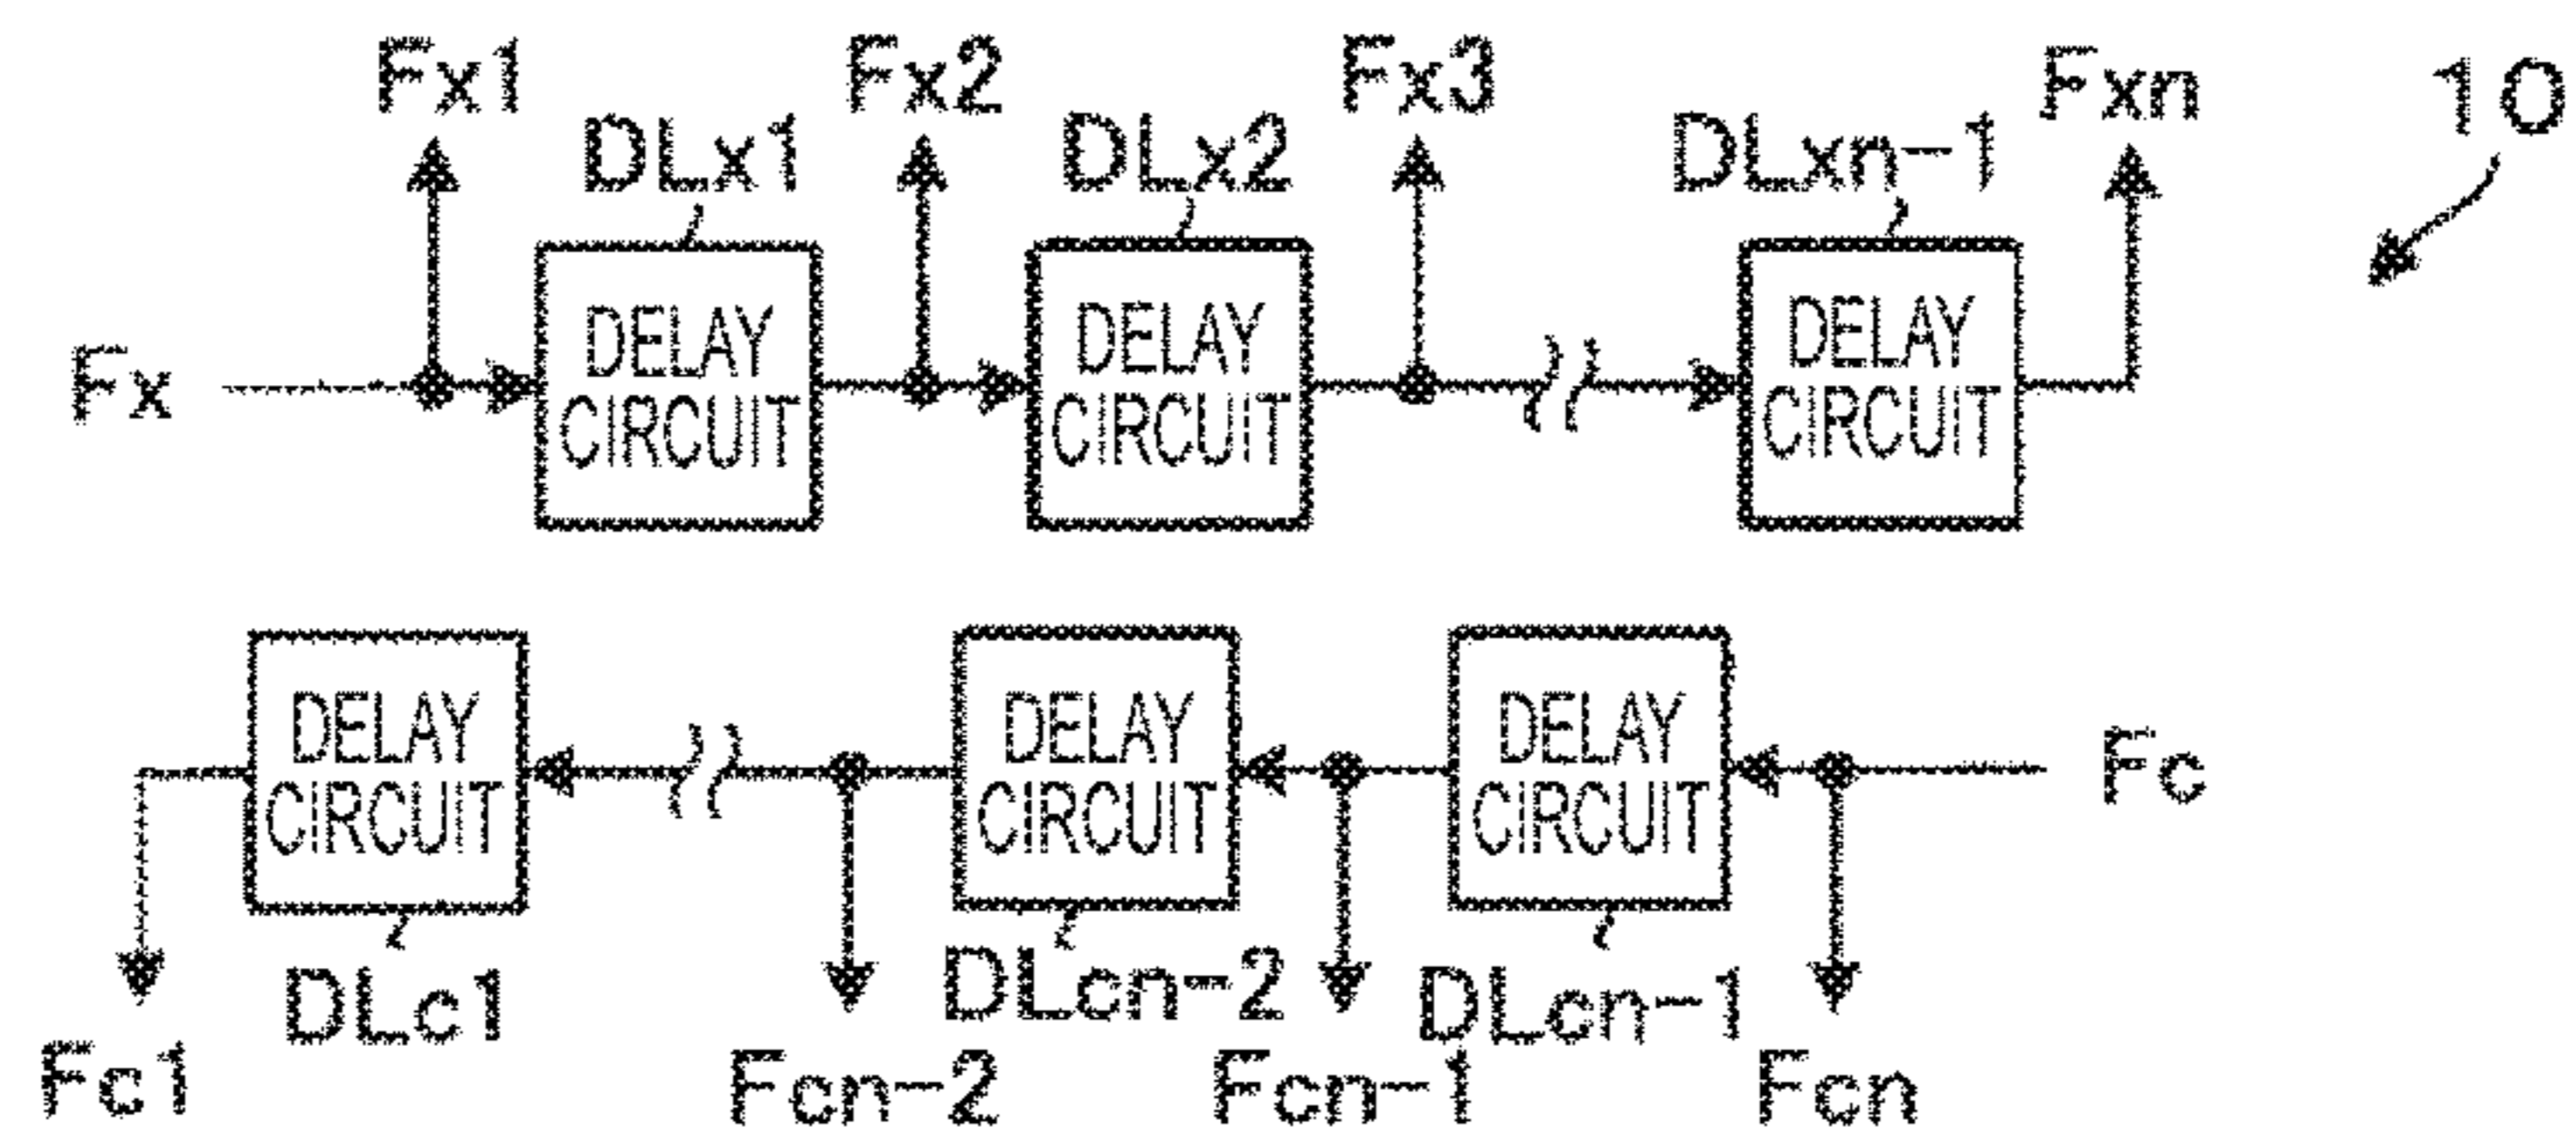 Fx1
Fx2
Fx3
Fxn
10
DLx1
DLx2
DLxn-1
Fx
DELAY
CIRCUIT
DELAY
CIRCUIT
DELAY
CIRCUIT
DELAY
CIRCUIT
DELAY
CIRCUIT
DELAY
CIRCUIT
Fc
DLc1
DLcn-2
DLcn-1
Fc1
Fcn-2
Fcn-1
Fcn